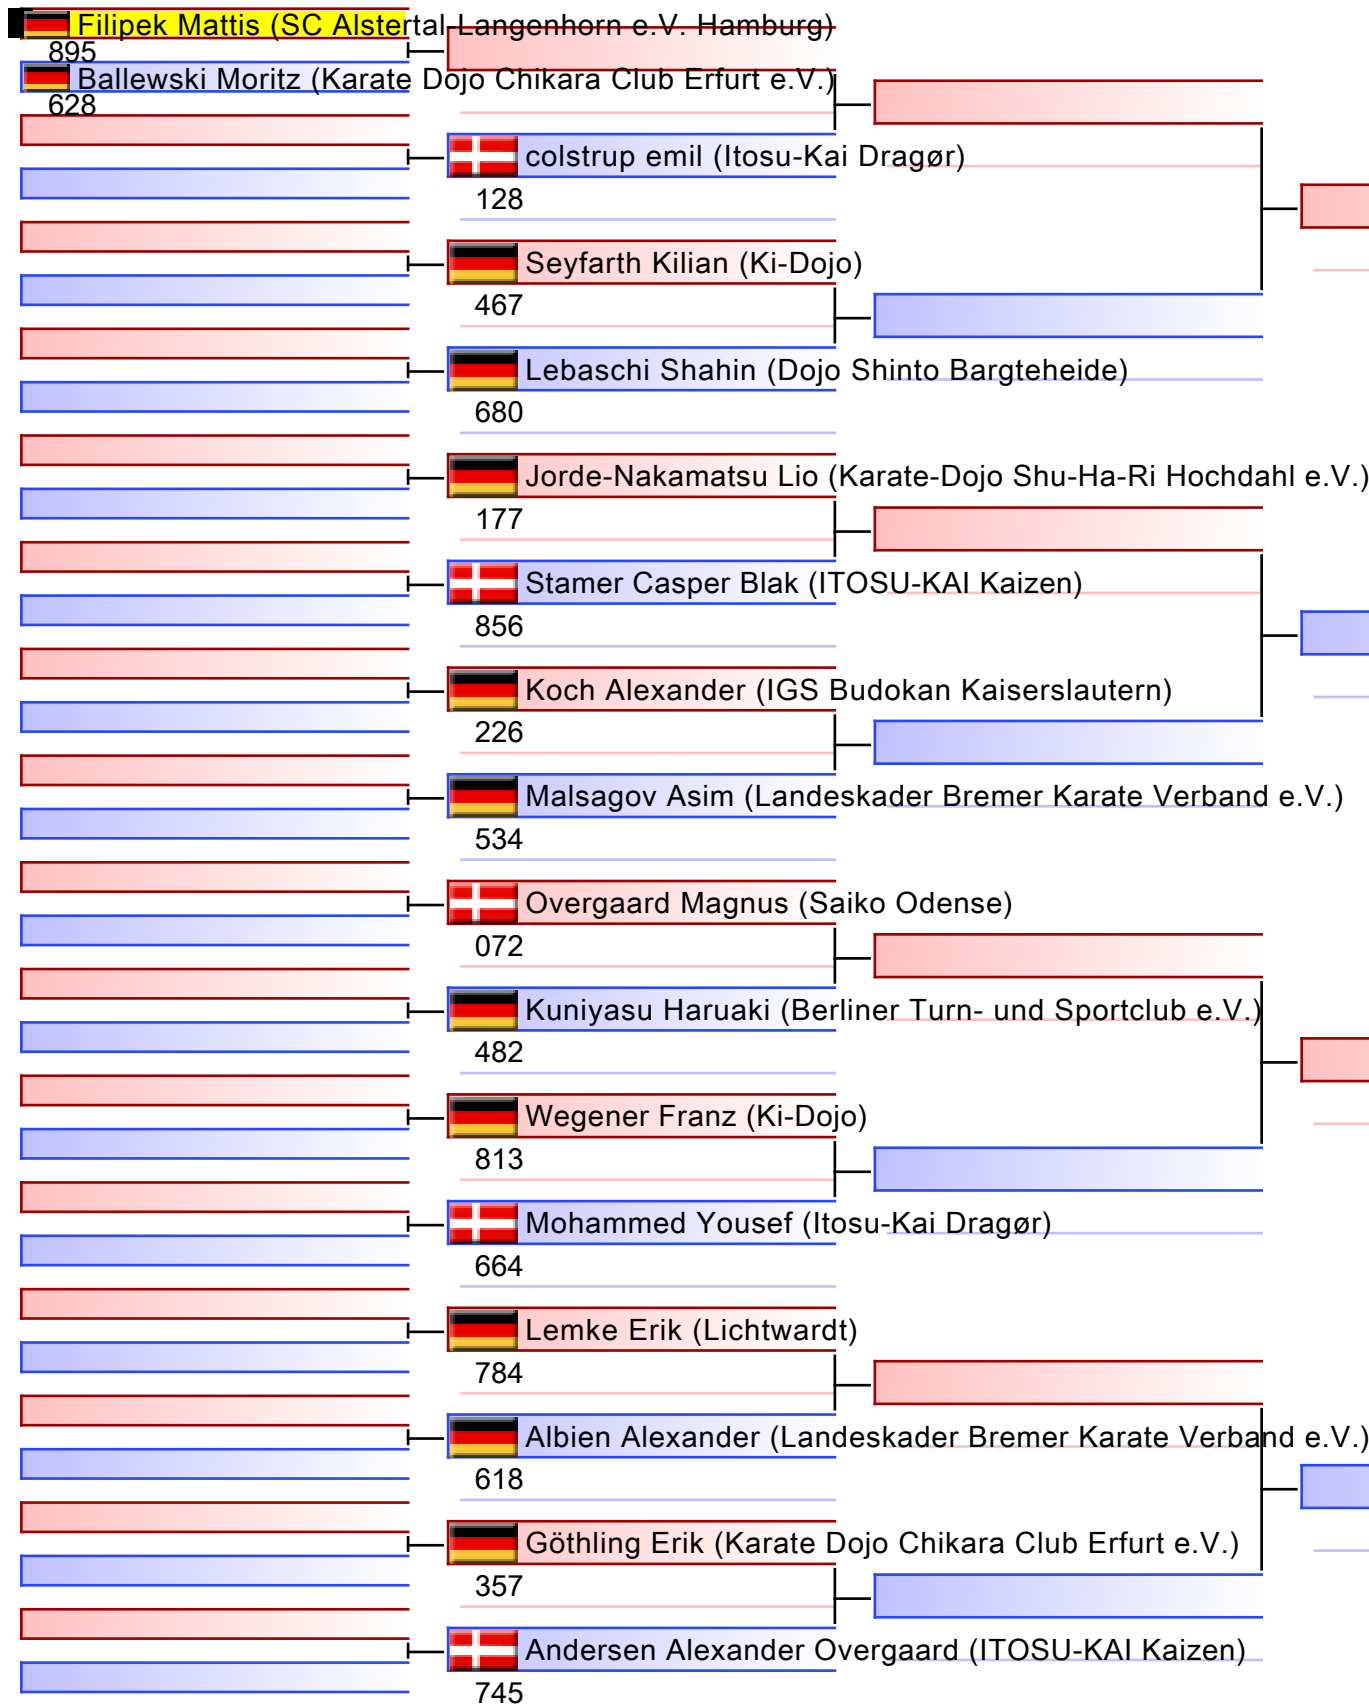 Filipek Mattis (SC Alstertal-Langenhorn e.V. Hamburg)
895
Ballewski Moritz (Karate Dojo Chikara Club Erfurt e.V.)
628
colstrup emil (Itosu-Kai Dragør)
128
Seyfarth Kilian (Ki-Dojo)
467
Lebaschi Shahin (Dojo Shinto Bargteheide)
680
Jorde-Nakamatsu Lio (Karate-Dojo Shu-Ha-Ri Hochdahl e.V.)
177
Stamer Casper Blak (ITOSU-KAI Kaizen)
856
Koch Alexander (IGS Budokan Kaiserslautern)
226
Malsagov Asim (Landeskader Bremer Karate Verband e.V.)
534
Overgaard Magnus (Saiko Odense)
072
Kuniyasu Haruaki (Berliner Turn- und Sportclub e.V.)
482
Wegener Franz (Ki-Dojo)
813
Mohammed Yousef (Itosu-Kai Dragør)
664
Lemke Erik (Lichtwardt)
784
Albien Alexander (Landeskader Bremer Karate Verband e.V.)
618
Göthling Erik (Karate Dojo Chikara Club Erfurt e.V.)
357
Andersen Alexander Overgaard (ITOSU-KAI Kaizen)
745